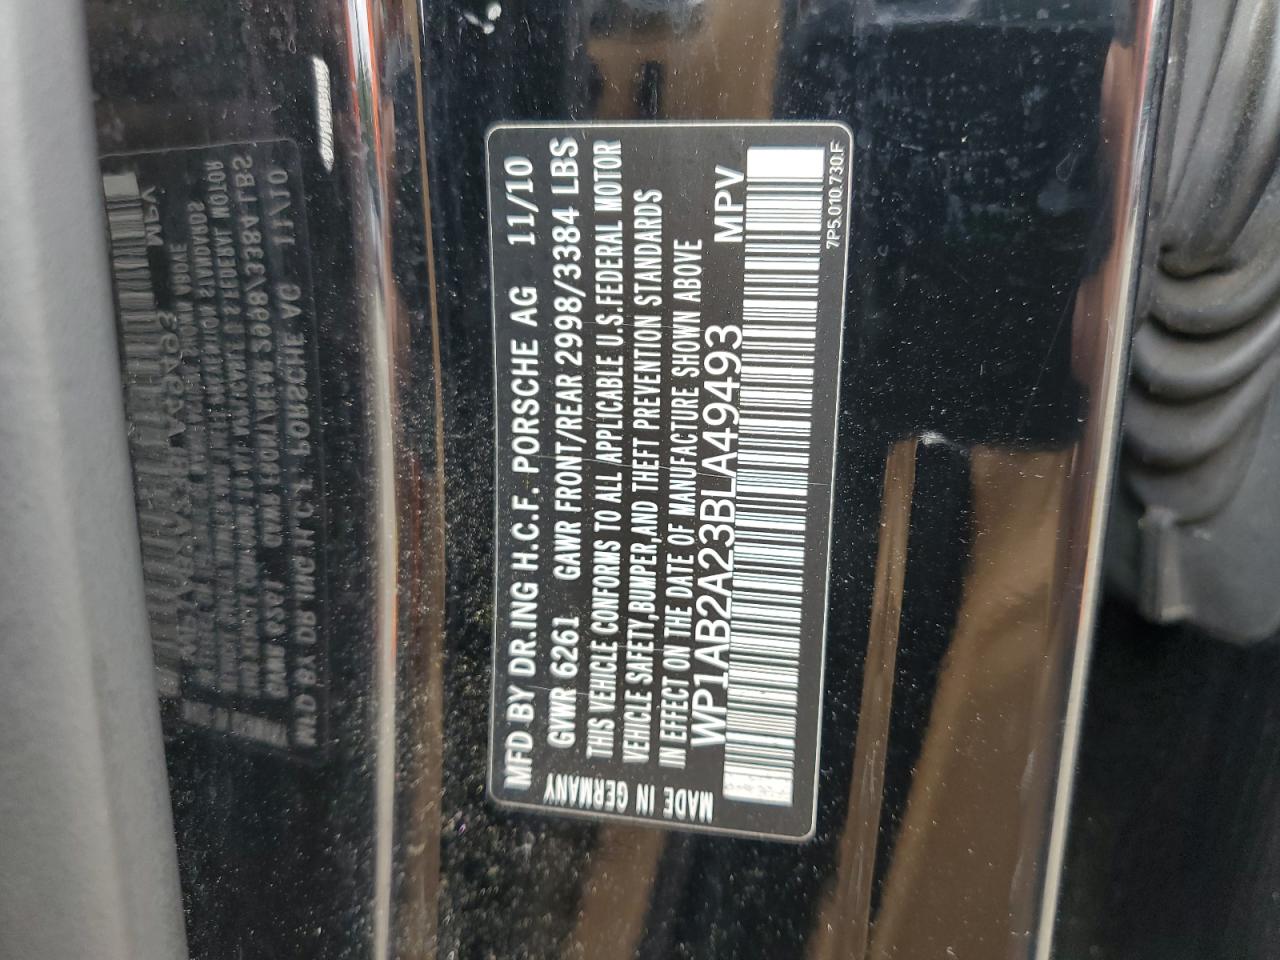 MFD BY DR.ING H.C.F. PORSCHE AG 11/10
GVWR 6261 GAWR FRONT/REAR 2998/3384 LBS
THIS VEHICLE CONFORMS TO ALL APPLICABLE U.S.FEDERAL MOTOR
VEHICLE SAFETY,BUMPER,AND THEFT PREVENTION STANDARDS
IN EFFECT ON THE DATE OF MANUFACTURE SHOWN ABOVE
WP1AB2A23BLA49493 MPV
MADE IN GERMANY
7P5.010.730.F